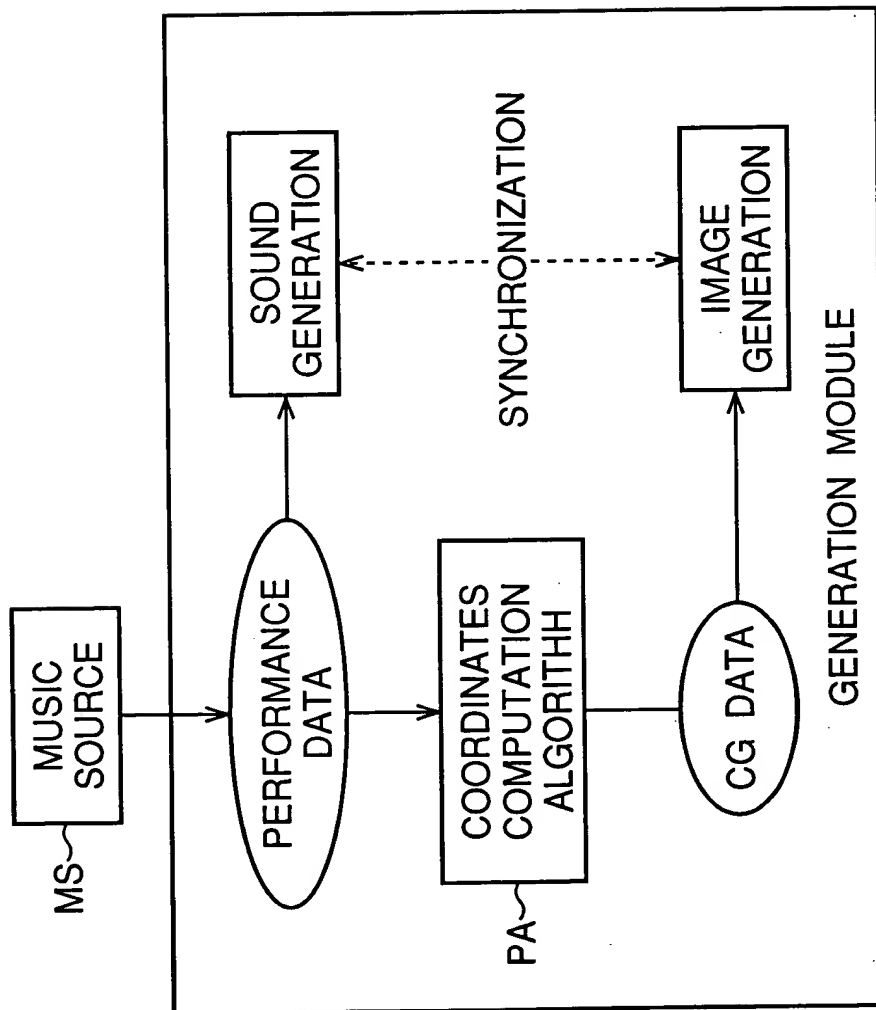 MS
MUSIC
SOURCE
PERFORMANCE
DATA
SOUND
GENERATION
PA
COORDINATES
COMPUTATION
ALGORITHH
SYNCHRONIZATION
CG DATA
IMAGE
GENERATION
GENERATION MODULE